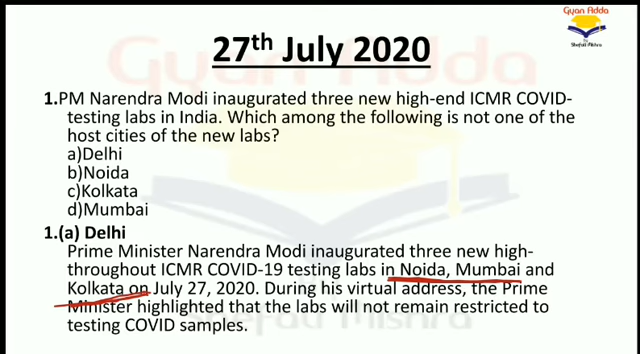 Gyan Adda
by
Shefali Mishra
27th July 2020
1.PM Narendra Modi inaugurated three new high-end ICMR COVID-
testing labs in India. Which among the following is not one of the
host cities of the new labs?
a)Delhi
b)Noida
c)Kolkata
d)Mumbai
1.(a) Delhi
Prime Minister Narendra Modi inaugurated three new high-
throughout ICMR COVID-19 testing labs in Noida, Mumbai and
Kolkata on July 27, 2020. During his virtual address, the Prime
Minister highlighted that the labs will not remain restricted to
testing COVID samples.
Gyan Adda
Shefali Mishra